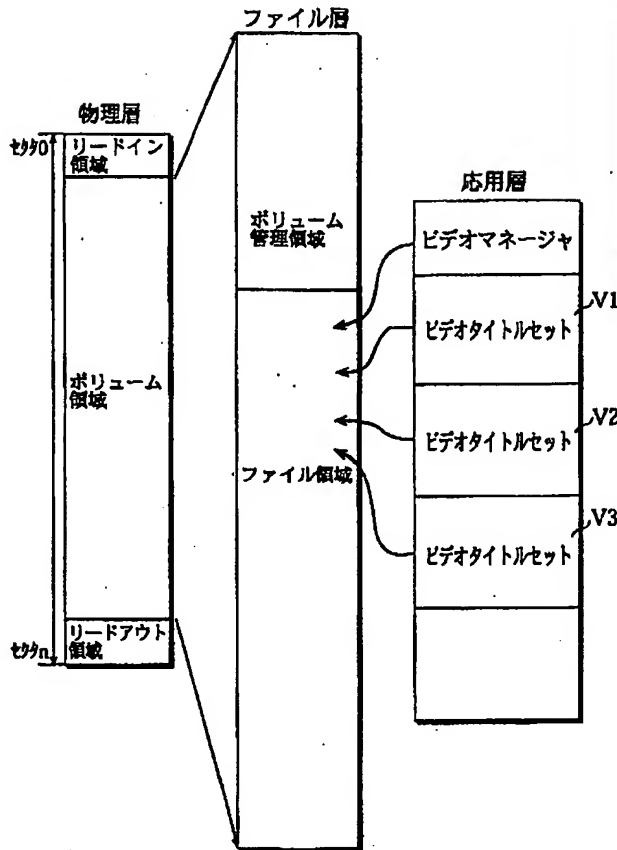 ファイル層
物理層
セクタ0
リードイン
領域
応用層
ビデオマネージャ
ボリューム
管理領域
V1
ビデオタイトルセット
ボリューム
領域
V2
ビデオタイトルセット
ファイル領域
V3
ビデオタイトルセット
リードアウト
領域
セクタn